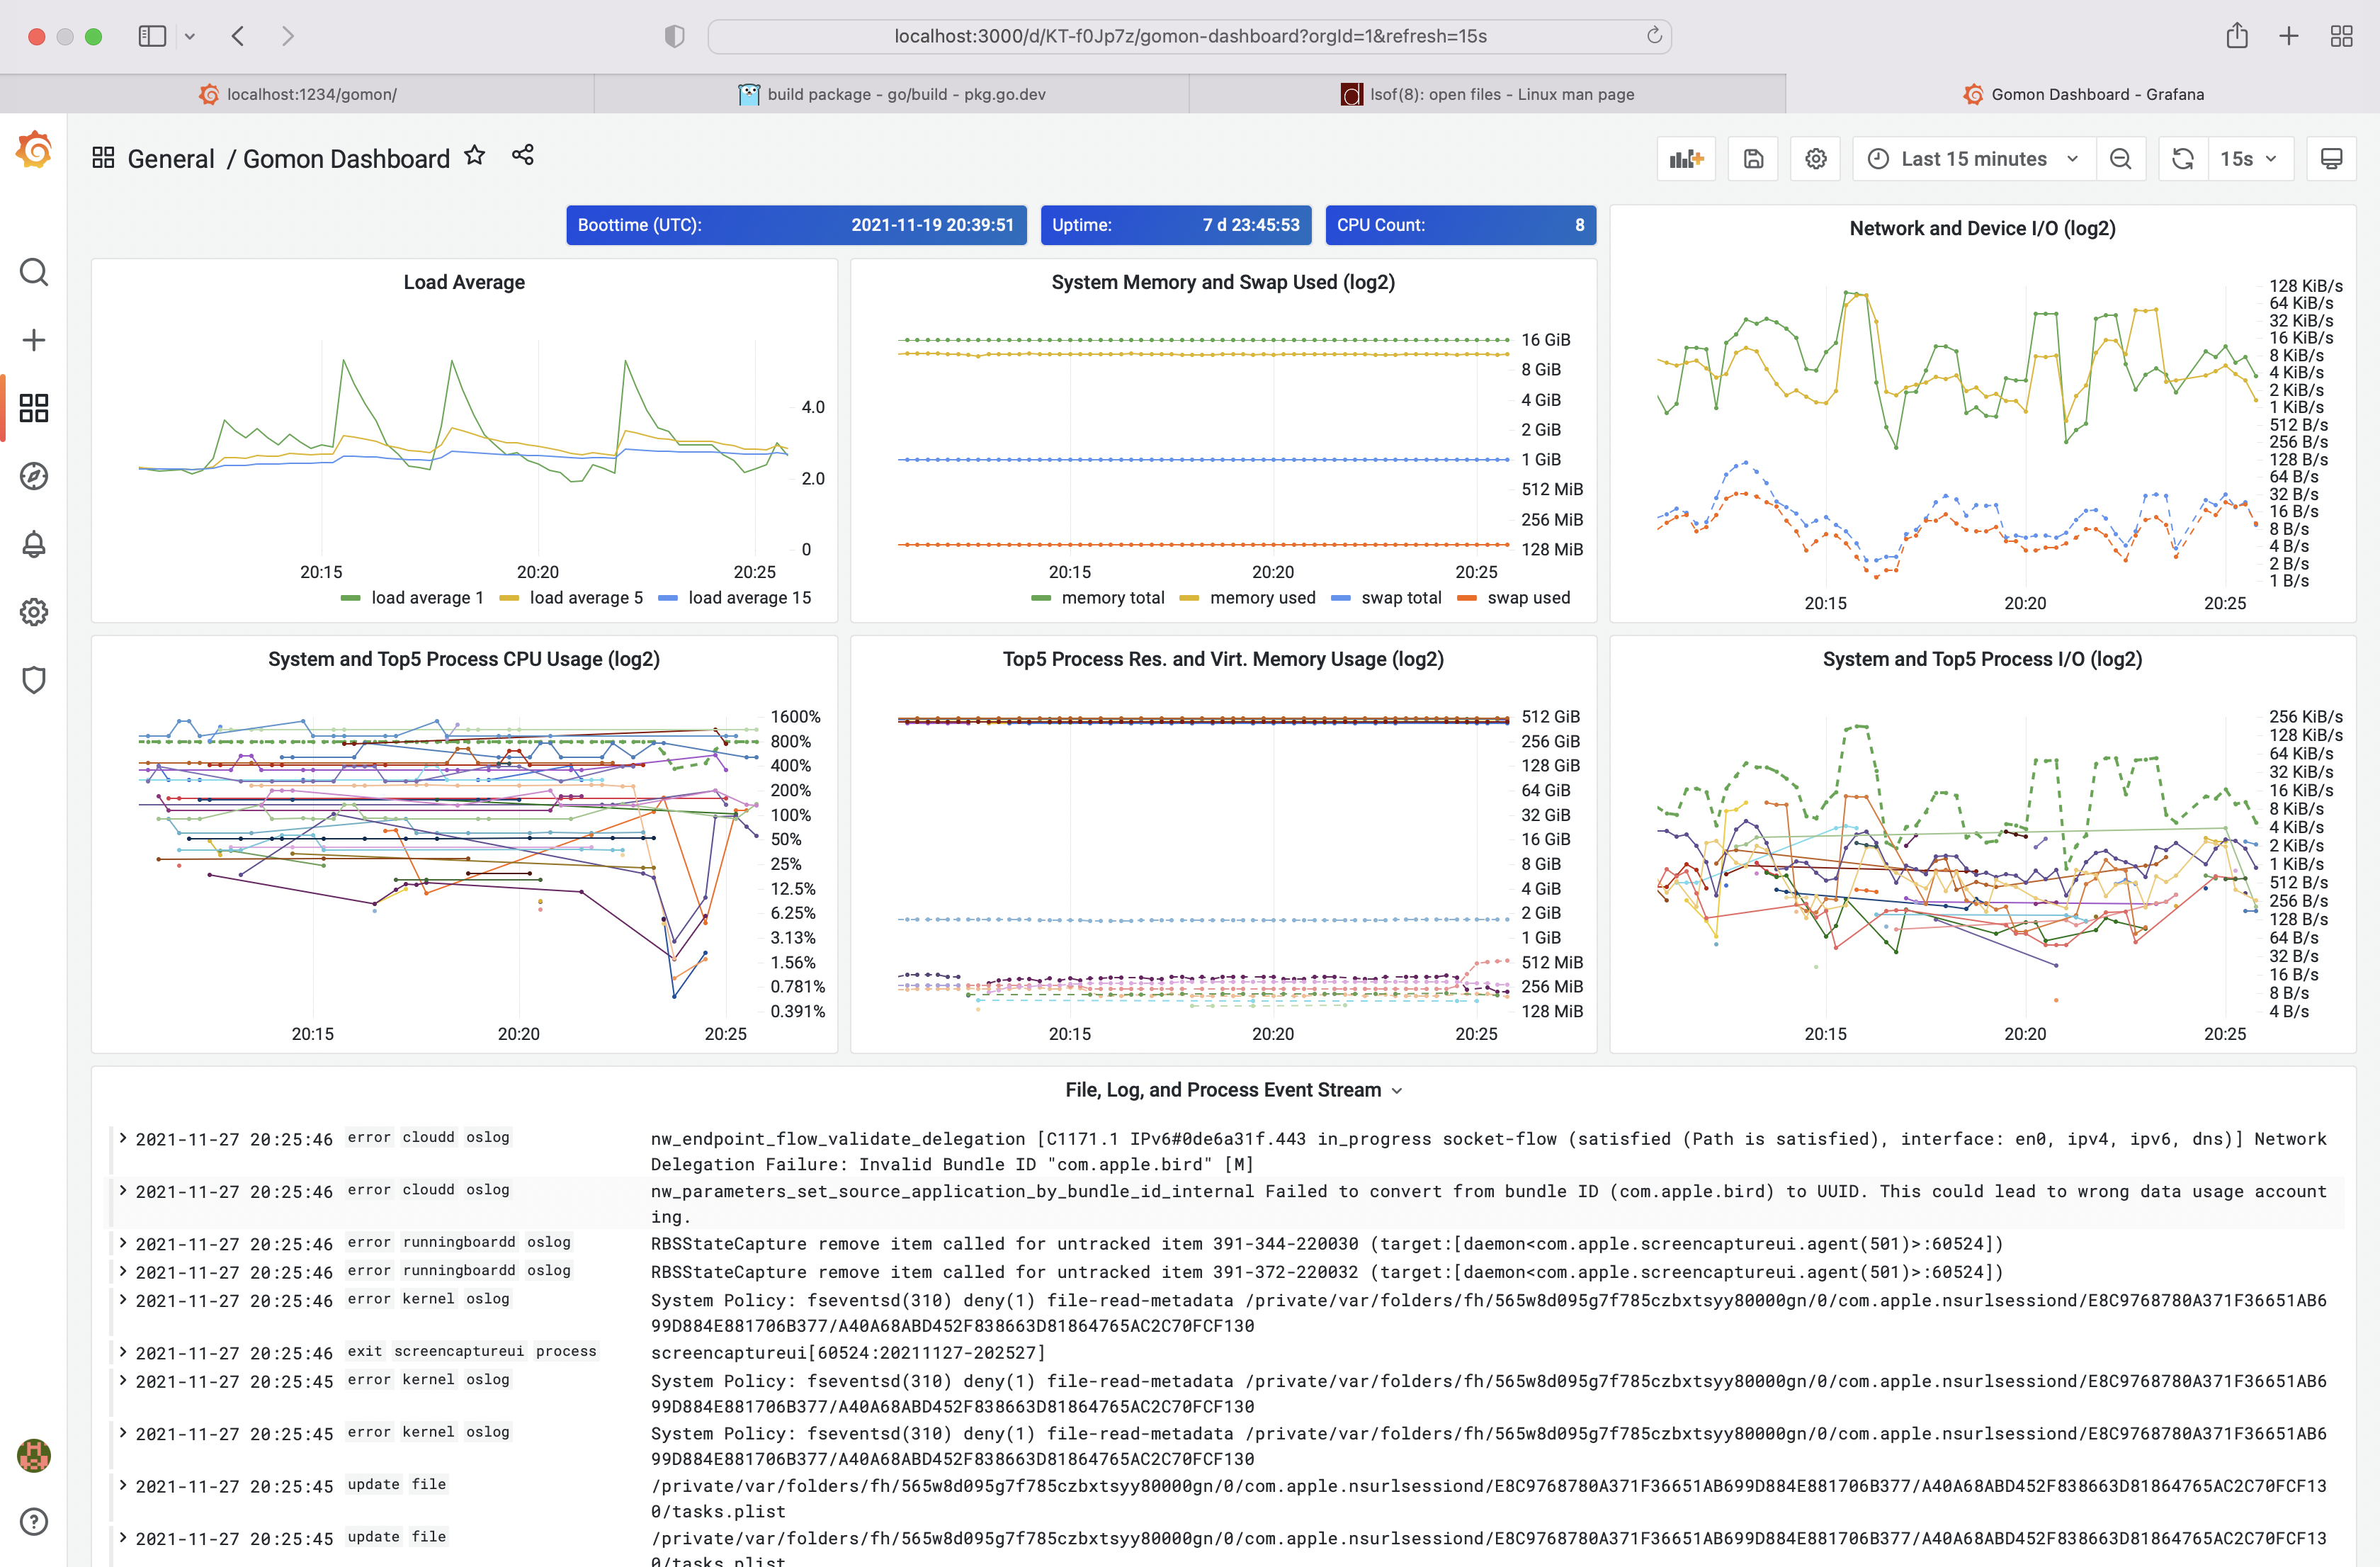 localhost:3000/d/KT-f0Jp7z/gomon-dashboard?orgId=1&refresh=15s
localhost:1234/gomon/
build package - go/build - pkg.go.dev
lsof(8): open files - Linux man page
Gomon Dashboard - Grafana
General / Gomon Dashboard
Last 15 minutes
15s
Boottime (UTC): 2021-11-19 20:39:51
Uptime: 7 d 23:45:53
CPU Count: 8
Load Average
4.0
2.0
0
20:15 20:20 20:25
load average 1 load average 5 load average 15
System Memory and Swap Used (log2)
16 GiB
8 GiB
4 GiB
2 GiB
1 GiB
512 MiB
256 MiB
128 MiB
20:15 20:20 20:25
memory total memory used swap total swap used
Network and Device I/O (log2)
128 KiB/s
64 KiB/s
32 KiB/s
16 KiB/s
8 KiB/s
4 KiB/s
2 KiB/s
1 KiB/s
512 B/s
256 B/s
128 B/s
64 B/s
32 B/s
16 B/s
8 B/s
4 B/s
2 B/s
1 B/s
20:15 20:20 20:25
System and Top5 Process CPU Usage (log2)
1600%
800%
400%
200%
100%
50%
25%
12.5%
6.25%
3.13%
1.56%
0.781%
0.391%
20:15 20:20 20:25
Top5 Process Res. and Virt. Memory Usage (log2)
512 GiB
256 GiB
128 GiB
64 GiB
32 GiB
16 GiB
8 GiB
4 GiB
2 GiB
1 GiB
512 MiB
256 MiB
128 MiB
20:15 20:20 20:25
System and Top5 Process I/O (log2)
256 KiB/s
128 KiB/s
64 KiB/s
32 KiB/s
16 KiB/s
8 KiB/s
4 KiB/s
2 KiB/s
1 KiB/s
512 B/s
256 B/s
128 B/s
64 B/s
32 B/s
16 B/s
8 B/s
4 B/s
20:15 20:20 20:25
File, Log, and Process Event Stream
2021-11-27 20:25:46 error cloudd oslog nw_endpoint_flow_validate_delegation [C1171.1 IPv6#0de6a31f.443 in_progress socket-flow (satisfied (Path is satisfied), interface: en0, ipv4, ipv6, dns)] Network
Delegation Failure: Invalid Bundle ID "com.apple.bird" [M]
2021-11-27 20:25:46 error cloudd oslog nw_parameters_set_source_application_by_bundle_id_internal Failed to convert from bundle ID (com.apple.bird) to UUID. This could lead to wrong data usage account
ing.
2021-11-27 20:25:46 error runningboardd oslog RBSStateCapture remove item called for untracked item 391-344-220030 (target:[daemon<com.apple.screencaptureui.agent(501)>:60524])
2021-11-27 20:25:46 error runningboardd oslog RBSStateCapture remove item called for untracked item 391-372-220032 (target:[daemon<com.apple.screencaptureui.agent(501)>:60524])
2021-11-27 20:25:46 error kernel oslog System Policy: fseventsd(310) deny(1) file-read-metadata /private/var/folders/fh/565w8d095g7f785czbxtsyy80000gn/0/com.apple.nsurlsessiond/E8C9768780A371F36651AB6
99D884E881706B377/A40A68ABD452F838663D81864765AC2C70FCF130
2021-11-27 20:25:46 exit screencaptureui process screencaptureui[60524:20211127-202527]
2021-11-27 20:25:45 error kernel oslog System Policy: fseventsd(310) deny(1) file-read-metadata /private/var/folders/fh/565w8d095g7f785czbxtsyy80000gn/0/com.apple.nsurlsessiond/E8C9768780A371F36651AB6
99D884E881706B377/A40A68ABD452F838663D81864765AC2C70FCF130
2021-11-27 20:25:45 error kernel oslog System Policy: fseventsd(310) deny(1) file-read-metadata /private/var/folders/fh/565w8d095g7f785czbxtsyy80000gn/0/com.apple.nsurlsessiond/E8C9768780A371F36651AB6
99D884E881706B377/A40A68ABD452F838663D81864765AC2C70FCF130
2021-11-27 20:25:45 update file /private/var/folders/fh/565w8d095g7f785czbxtsyy80000gn/0/com.apple.nsurlsessiond/E8C9768780A371F36651AB699D884E881706B377/A40A68ABD452F838663D81864765AC2C70FCF13
0/tasks.plist
2021-11-27 20:25:45 update file /private/var/folders/fh/565w8d095g7f785czbxtsyy80000gn/0/com.apple.nsurlsessiond/E8C9768780A371F36651AB699D884E881706B377/A40A68ABD452F838663D81864765AC2C70FCF13
0/tasks.plist